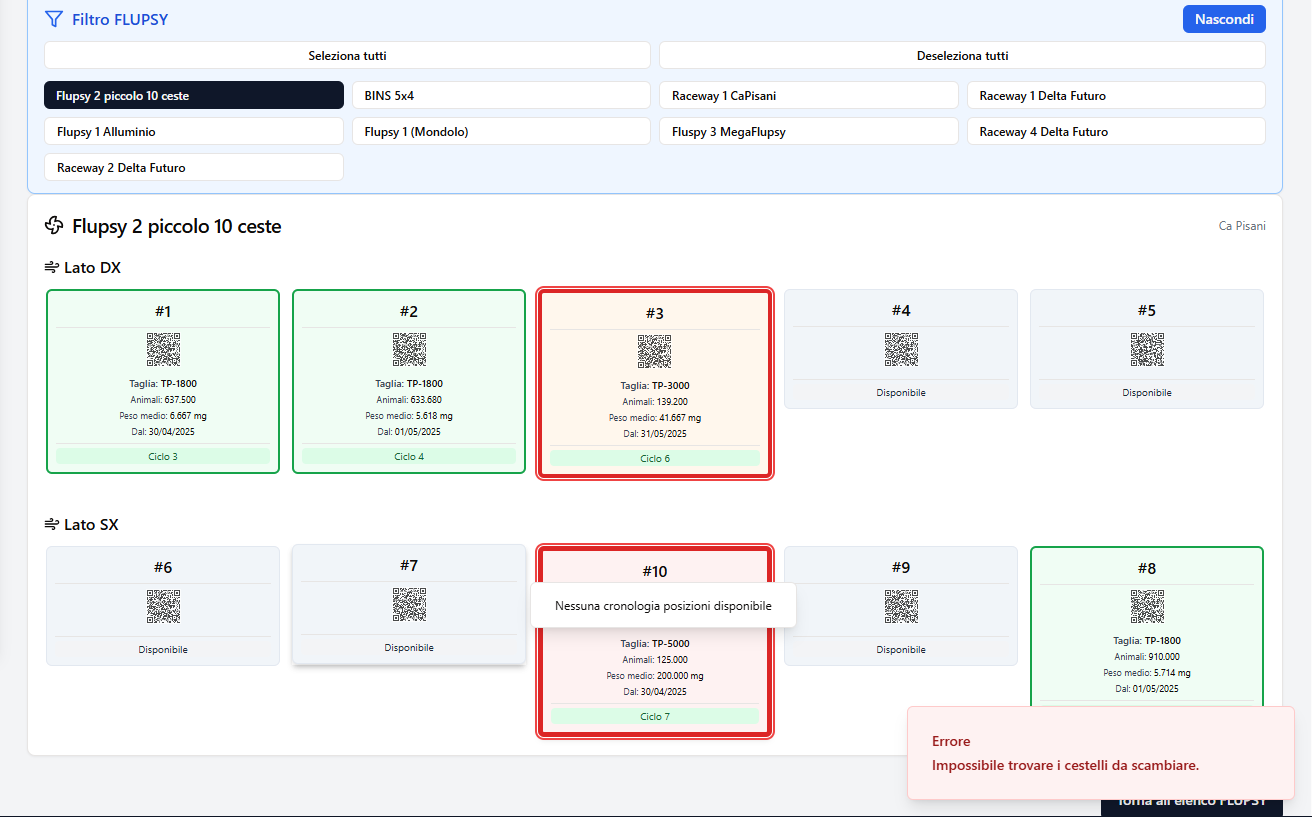 Filtro FLUPSY
Nascondi
Seleziona tutti
Deseleziona tutti
Flupsy 2 piccolo 10 ceste
BINS 5x4
Raceway 1 CaPisani
Raceway 1 Delta Futuro
Flupsy 1 Alluminio
Flupsy 1 (Mondolo)
Fluspy 3 MegaFlupsy
Raceway 4 Delta Futuro
Raceway 2 Delta Futuro
Flupsy 2 piccolo 10 ceste
Ca Pisani
Lato DX
#1
Taglia: TP-1800
Animali: 637.500
Peso medio: 6.667 mg
Dal: 30/04/2025
Ciclo 3
#2
Taglia: TP-1800
Animali: 633.680
Peso medio: 5.618 mg
Dal: 01/05/2025
Ciclo 4
#3
Taglia: TP-3000
Animali: 139.200
Peso medio: 41.667 mg
Dal: 31/05/2025
Ciclo 6
#4
Disponibile
#5
Disponibile
Lato SX
#6
Disponibile
#7
Disponibile
#10
Nessuna cronologia posizioni disponibile
Taglia: TP-5000
Animali: 125.000
Peso medio: 200.000 mg
Dal: 30/04/2025
Ciclo 7
#9
Disponibile
#8
Taglia: TP-1800
Animali: 910.000
Peso medio: 5.714 mg
Dal: 01/05/2025
Errore
Impossibile trovare i cestelli da scambiare.
Torna all'elenco FLUPSY